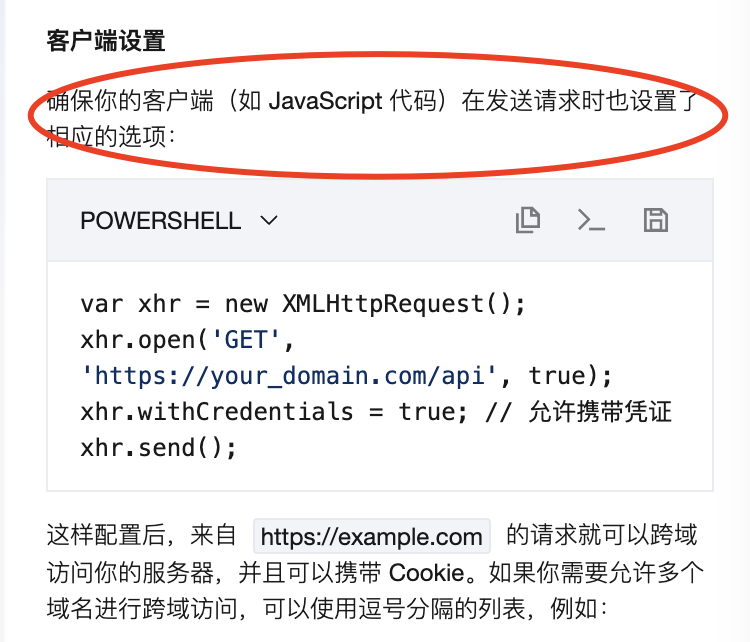 客户端设置
确保你的客户端（如 JavaScript 代码）在发送请求时也设置了
相应的选项：
POWERSHELL
var xhr = new XMLHttpRequest();
xhr.open('GET',
'https://your_domain.com/api', true);
xhr.withCredentials = true; // 允许携带凭证
xhr.send();
这样配置后，来自 https://example.com 的请求就可以跨域
访问你的服务器，并且可以携带 Cookie。如果你需要允许多个
域名进行跨域访问，可以使用逗号分隔的列表，例如：